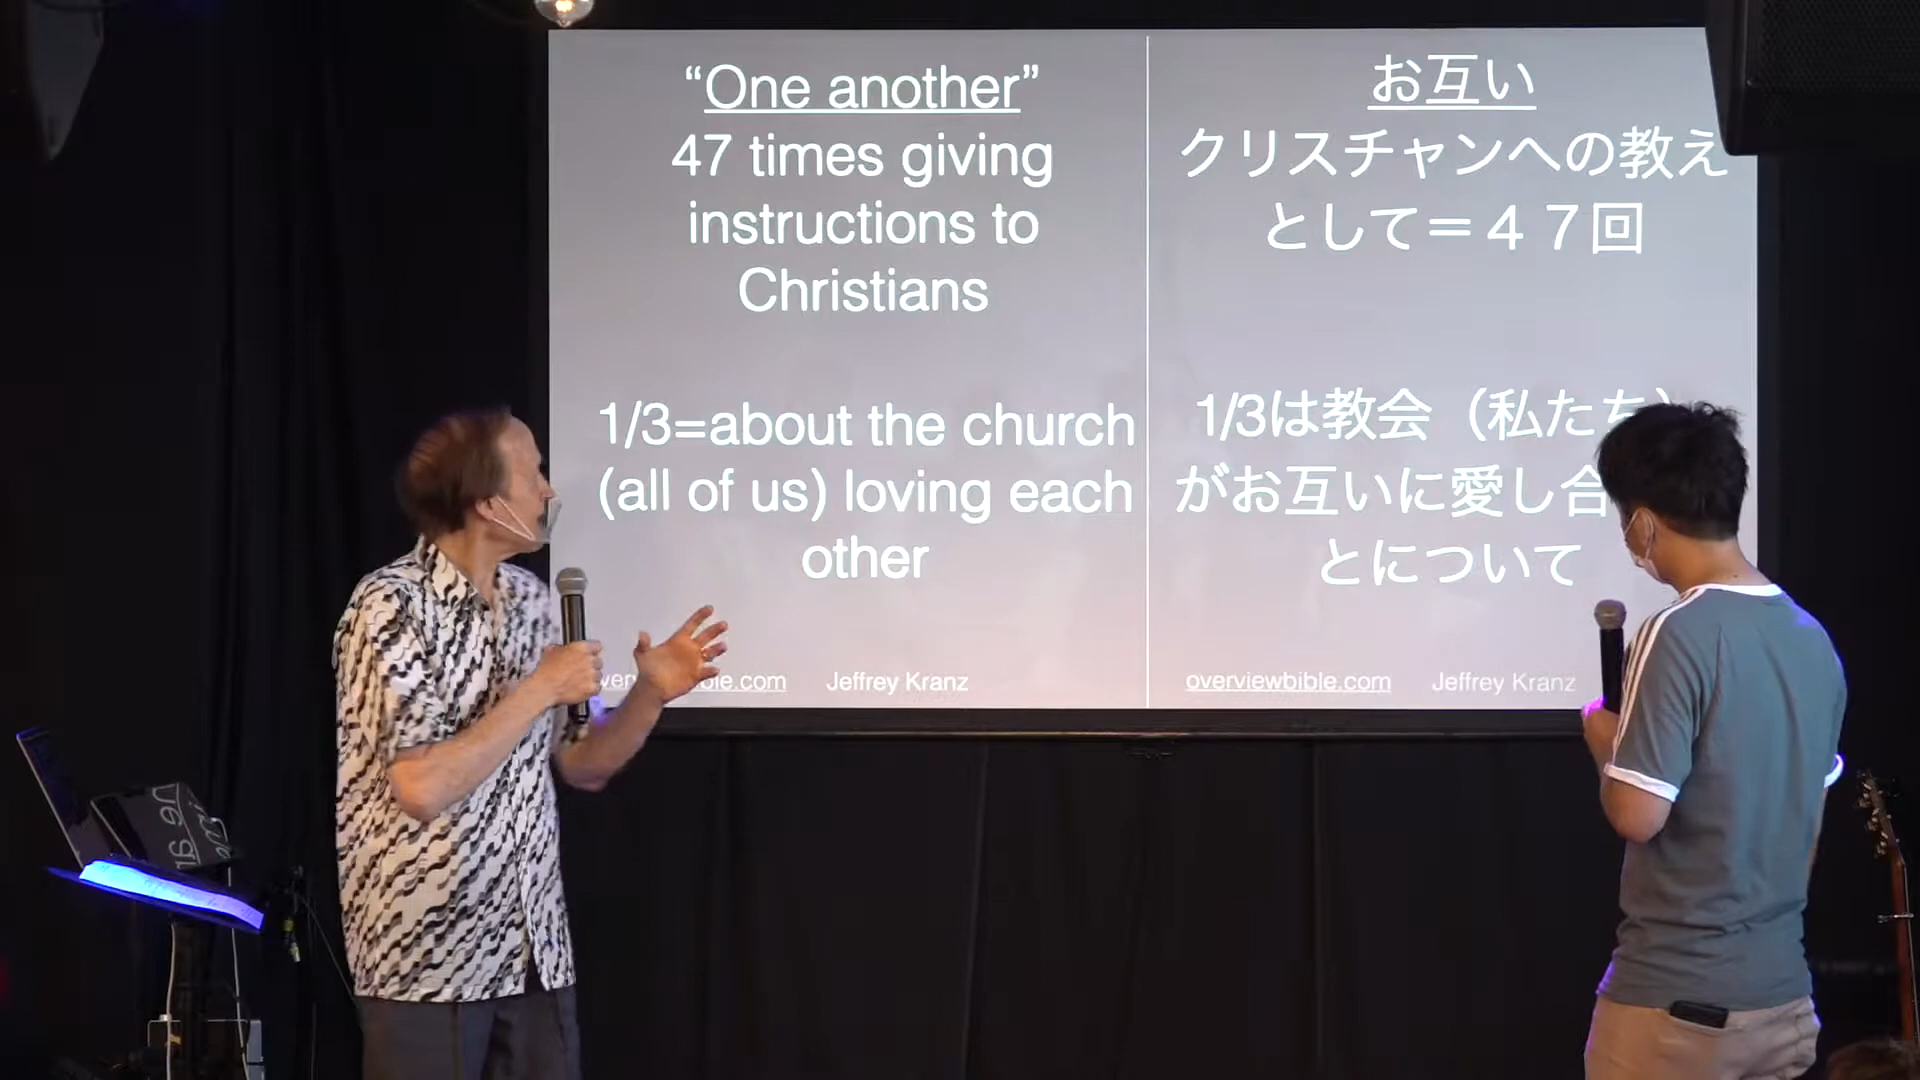 “One another”
47 times giving
instructions to
Christians
1/3=about the church
(all of us) loving each
other
Jeffrey Kranz
お互い
クリスチャンへの教え
として＝４７回
1/3は教会（私たち）
がお互いに愛し合
とについて
overviewbible.com Jeffrey Kranz